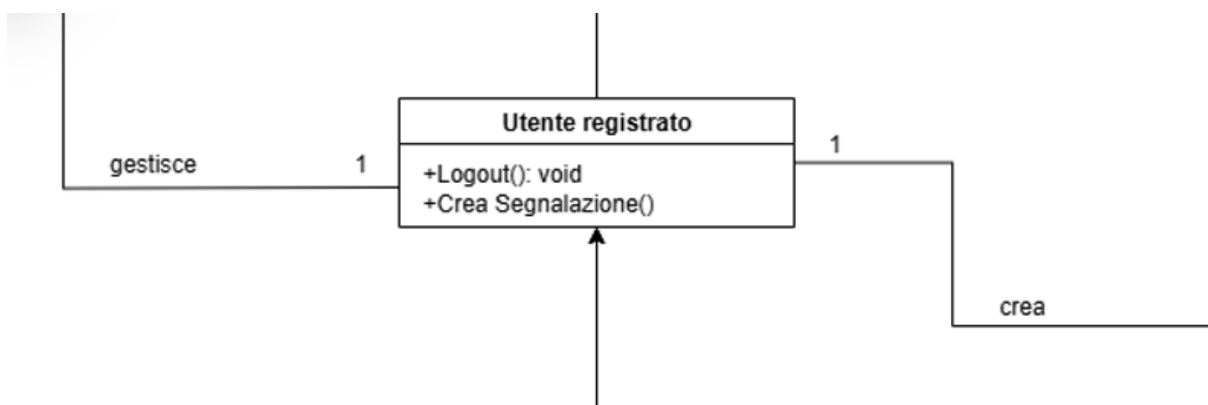 Utente registrato
gestisce
1
+Logout(): void
+Crea Segnalazione()
1
crea